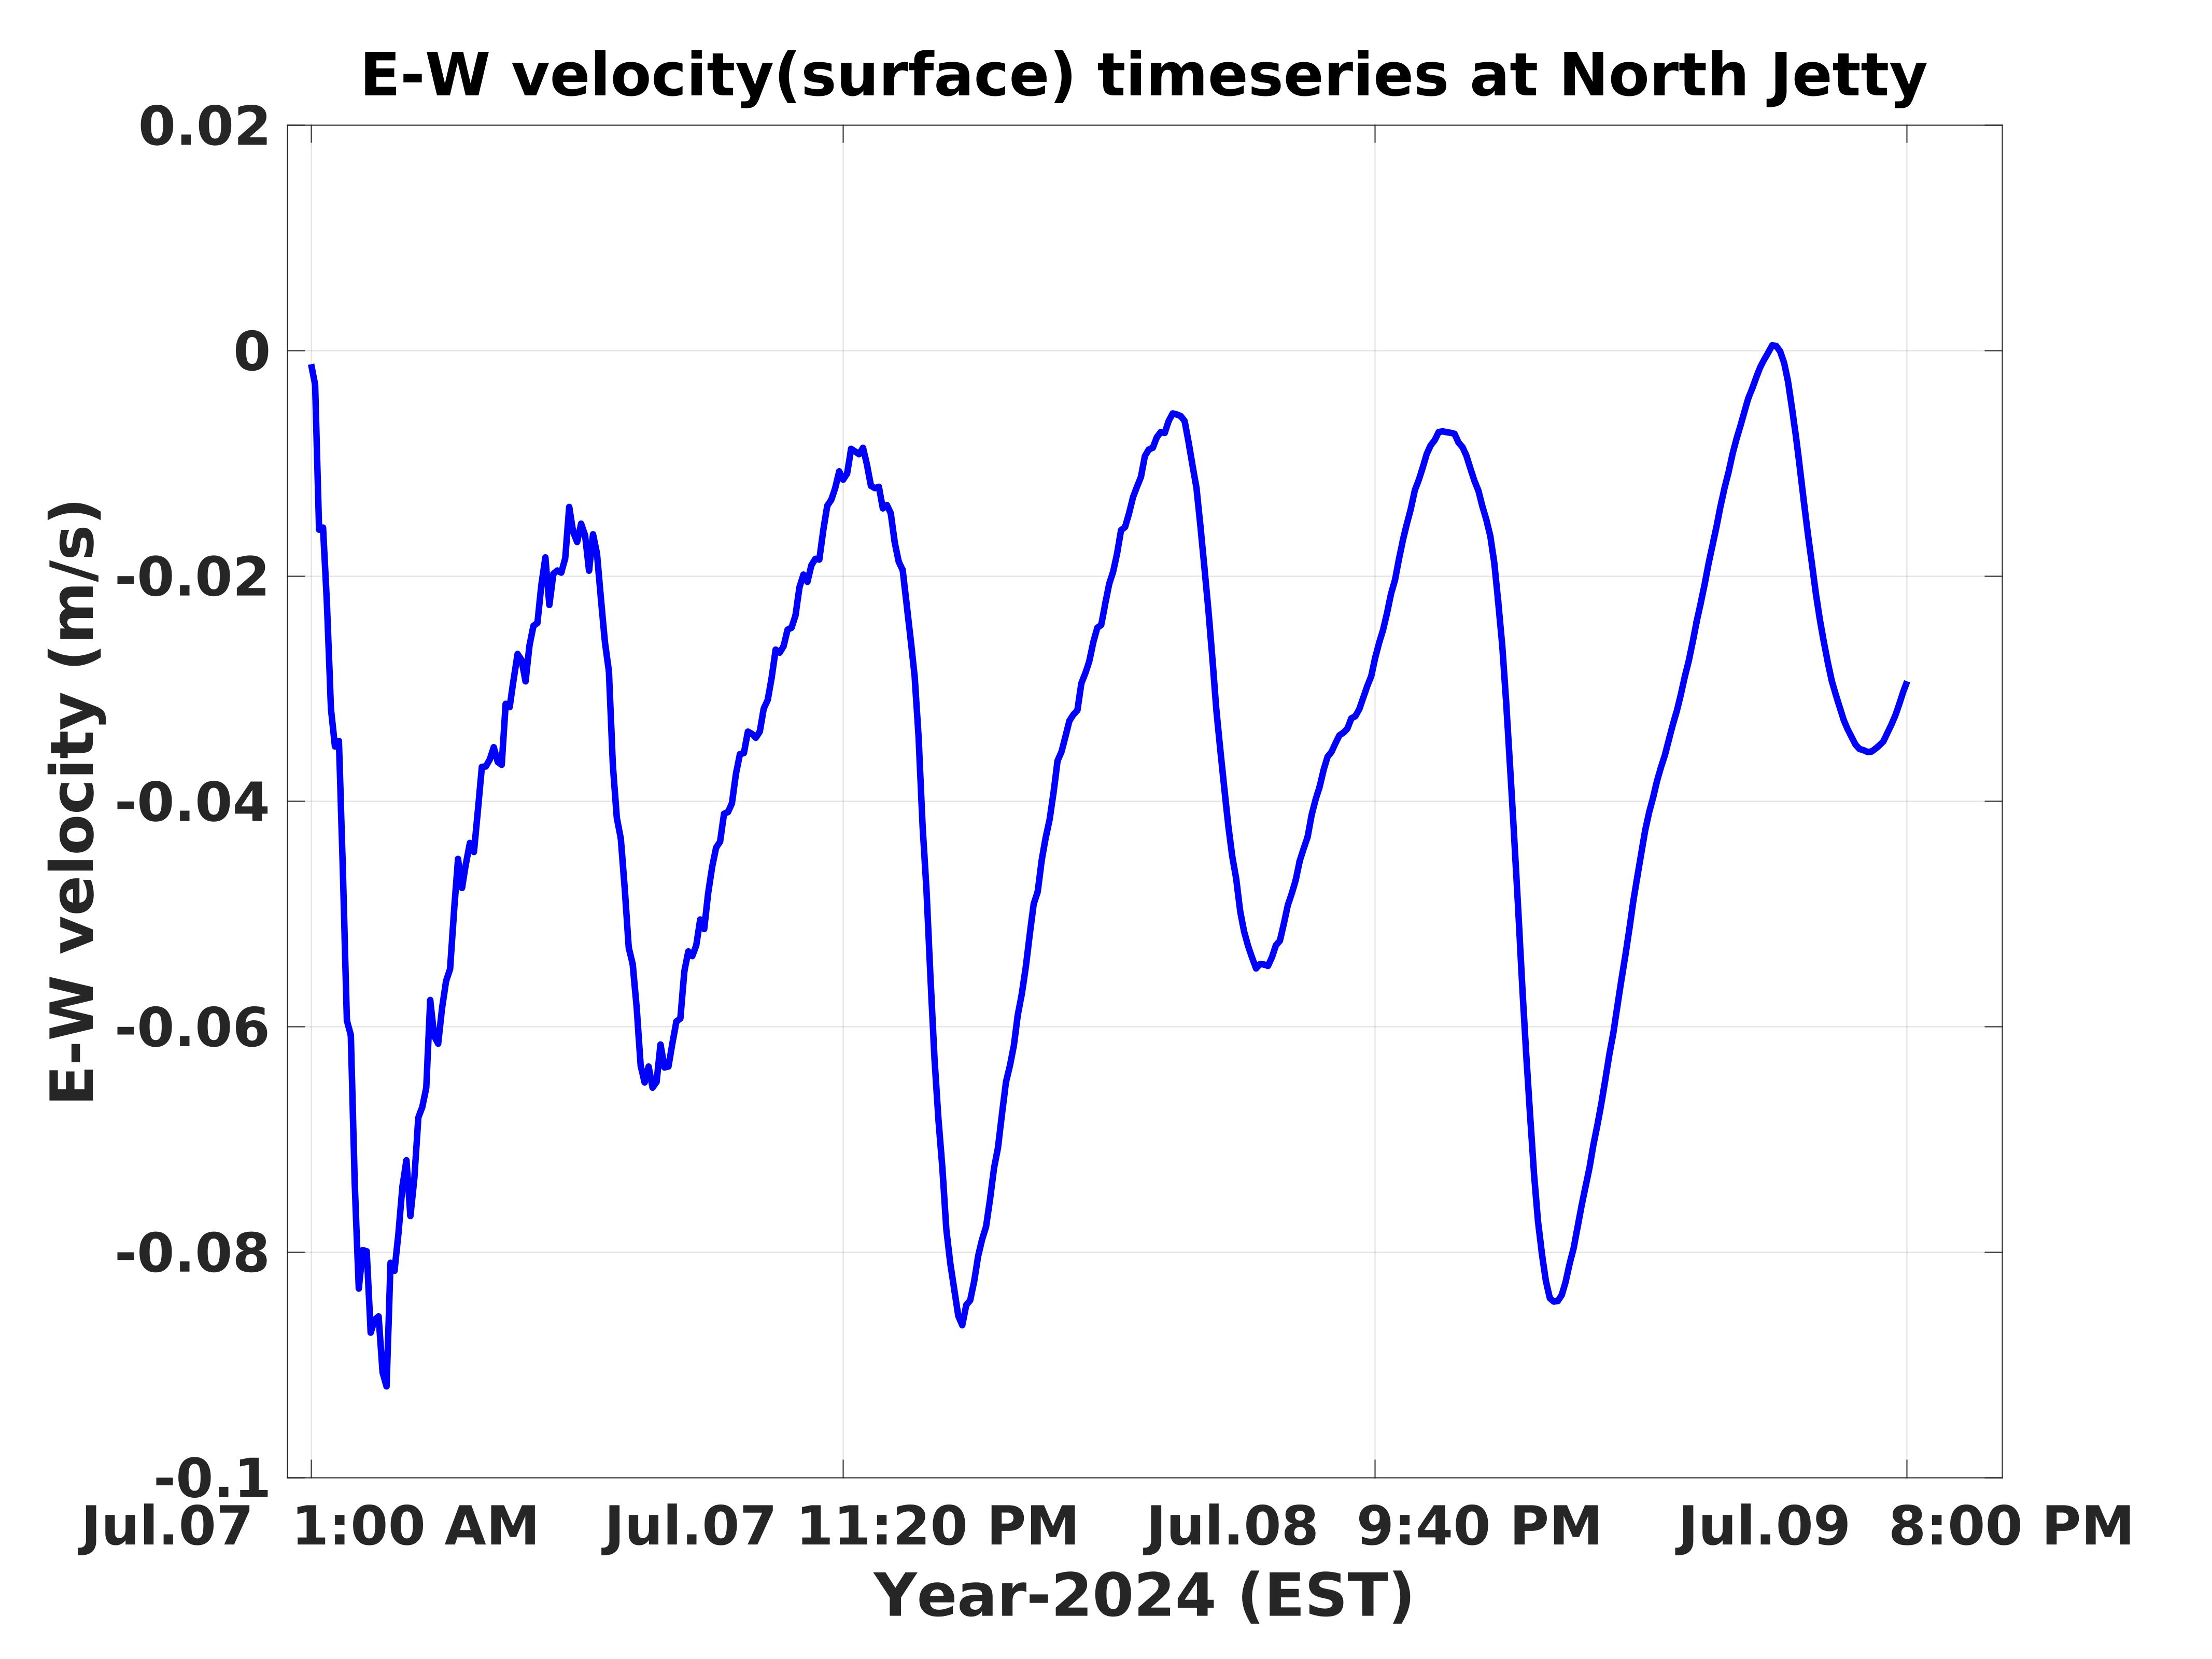 E-W velocity(surface) timeseries at North Jetty
E-W velocity (m/s)
0.02
0
-0.02
-0.04
-0.06
-0.08
-0.1
Jul.07 1:00 AM Jul.07 11:20 PM Jul.08 9:40 PM Jul.09 8:00 PM
Year-2024 (EST)